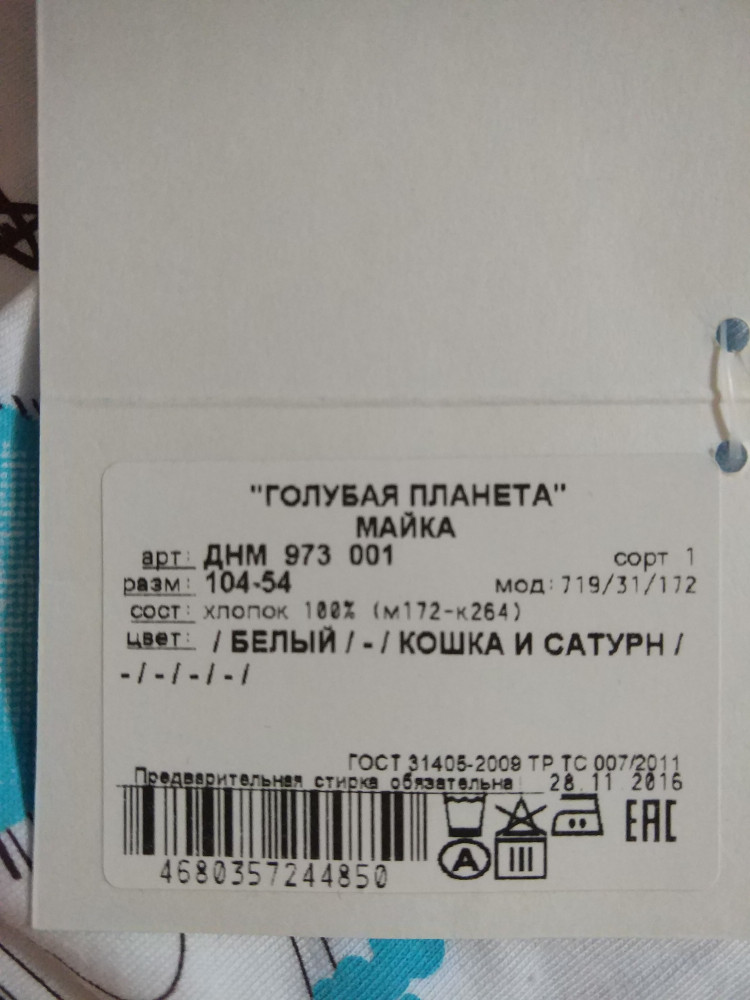 "ГОЛУБАЯ ПЛАНЕТА"
МАЙКА
арт: ДНМ 973 001 сорт 1
разм: 104-54 мод:719/31/172
сост: хлопок 100% (м172-к264)
цвет: / БЕЛЫЙ / - / КОШКА И САТУРН /
- / - / - / - /
ГОСТ 31405-2009 ТР ТС 007/2011
Предварительная стирка обязательна! 28.11.2016
A EAC
4680357244850